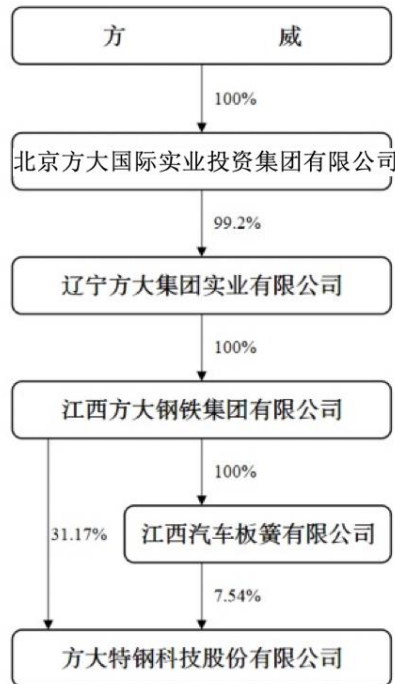 方 威
100%
北京方大国际实业投资集团有限公司
99.2%
辽宁方大集团实业有限公司
100%
江西方大钢铁集团有限公司
100%
31.17%
江西汽车板簧有限公司
7.54%
方大特钢科技股份有限公司